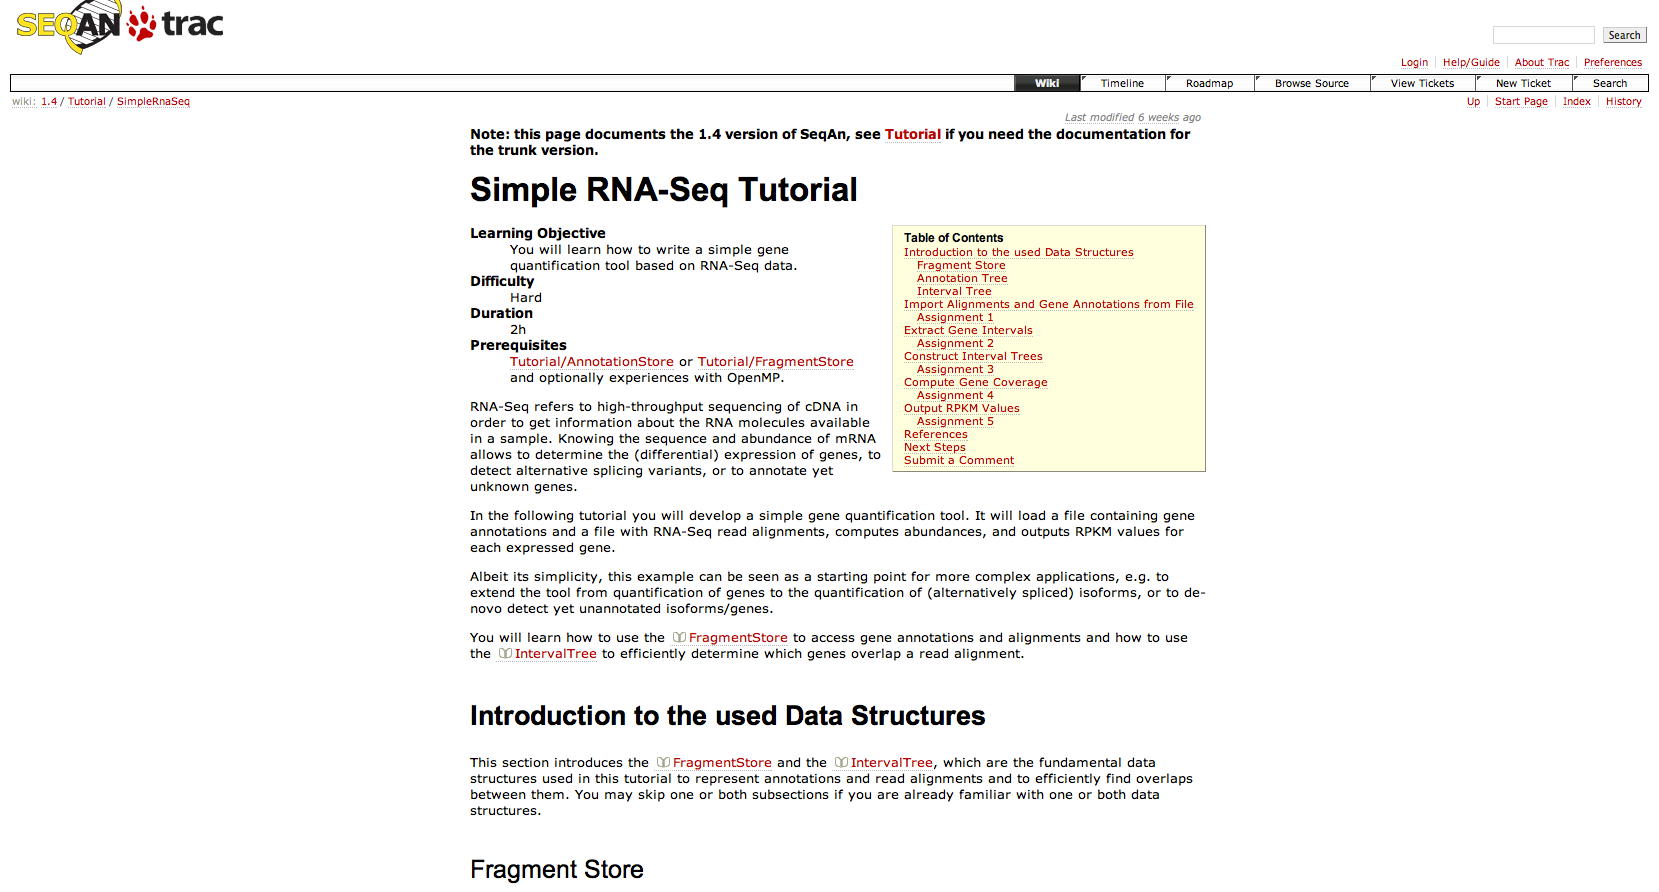 SEQAN trac
Search
Login Help/Guide About Trac Preferences
Wiki Timeline Roadmap Browse Source View Tickets New Ticket Search
wiki: 1.4 / Tutorial / SimpleRnaSeq
Up Start Page Index History
Last modified 6 weeks ago
Note: this page documents the 1.4 version of SeqAn, see Tutorial if you need the documentation for
the trunk version.
Simple RNA-Seq Tutorial
Learning Objective
You will learn how to write a simple gene
quantification tool based on RNA-Seq data.
Difficulty
Hard
Duration
2h
Prerequisites
Tutorial/AnnotationStore or Tutorial/FragmentStore
and optionally experiences with OpenMP.
Table of Contents
Introduction to the used Data Structures
Fragment Store
Annotation Tree
Interval Tree
Import Alignments and Gene Annotations from File
Assignment 1
Extract Gene Intervals
Assignment 2
Construct Interval Trees
Assignment 3
Compute Gene Coverage
Assignment 4
Output RPKM Values
Assignment 5
References
Next Steps
Submit a Comment
RNA-Seq refers to high-throughput sequencing of cDNA in
order to get information about the RNA molecules available
in a sample. Knowing the sequence and abundance of mRNA
allows to determine the (differential) expression of genes, to
detect alternative splicing variants, or to annotate yet
unknown genes.
In the following tutorial you will develop a simple gene quantification tool. It will load a file containing gene
annotations and a file with RNA-Seq read alignments, computes abundances, and outputs RPKM values for
each expressed gene.
Albeit its simplicity, this example can be seen as a starting point for more complex applications, e.g. to
extend the tool from quantification of genes to the quantification of (alternatively spliced) isoforms, or to de-
novo detect yet unannotated isoforms/genes.
You will learn how to use the FragmentStore to access gene annotations and alignments and how to use
the IntervalTree to efficiently determine which genes overlap a read alignment.
Introduction to the used Data Structures
This section introduces the FragmentStore and the IntervalTree, which are the fundamental data
structures used in this tutorial to represent annotations and read alignments and to efficiently find overlaps
between them. You may skip one or both subsections if you are already familiar with one or both data
structures.
Fragment Store